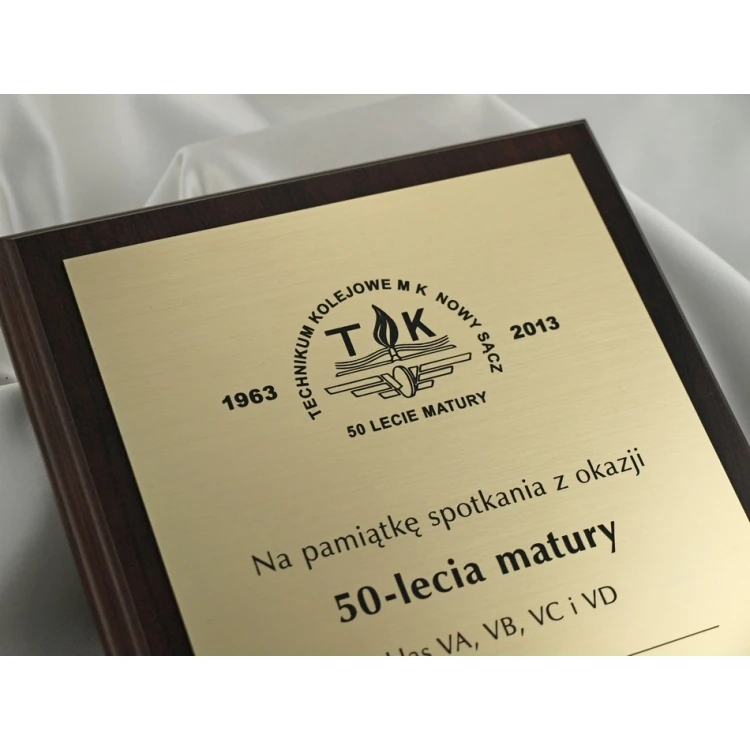 TECHNIKUM KOLEJOWE M K NOWY SĄCZ
T K
1963
2013
50 LECIE MATURY
Na pamiątkę spotkania z okazji
50-lecia matury
klas VA, VB, VC i VD